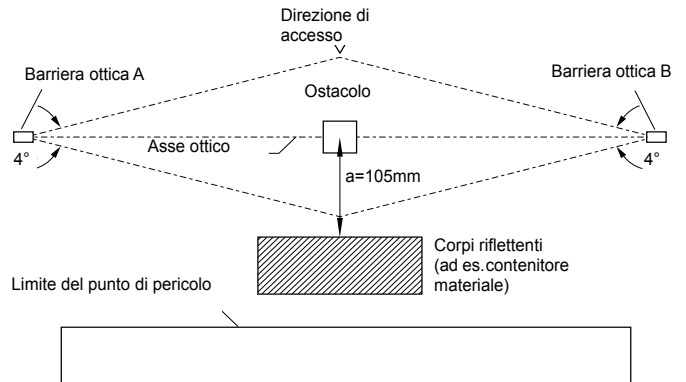 Direzione di
accesso
Barriera ottica A
Barriera ottica B
Ostacolo
Asse ottico
4°
4°
a=105mm
Corpi riflettenti
(ad es.contenitore
materiale)
Limite del punto di pericolo